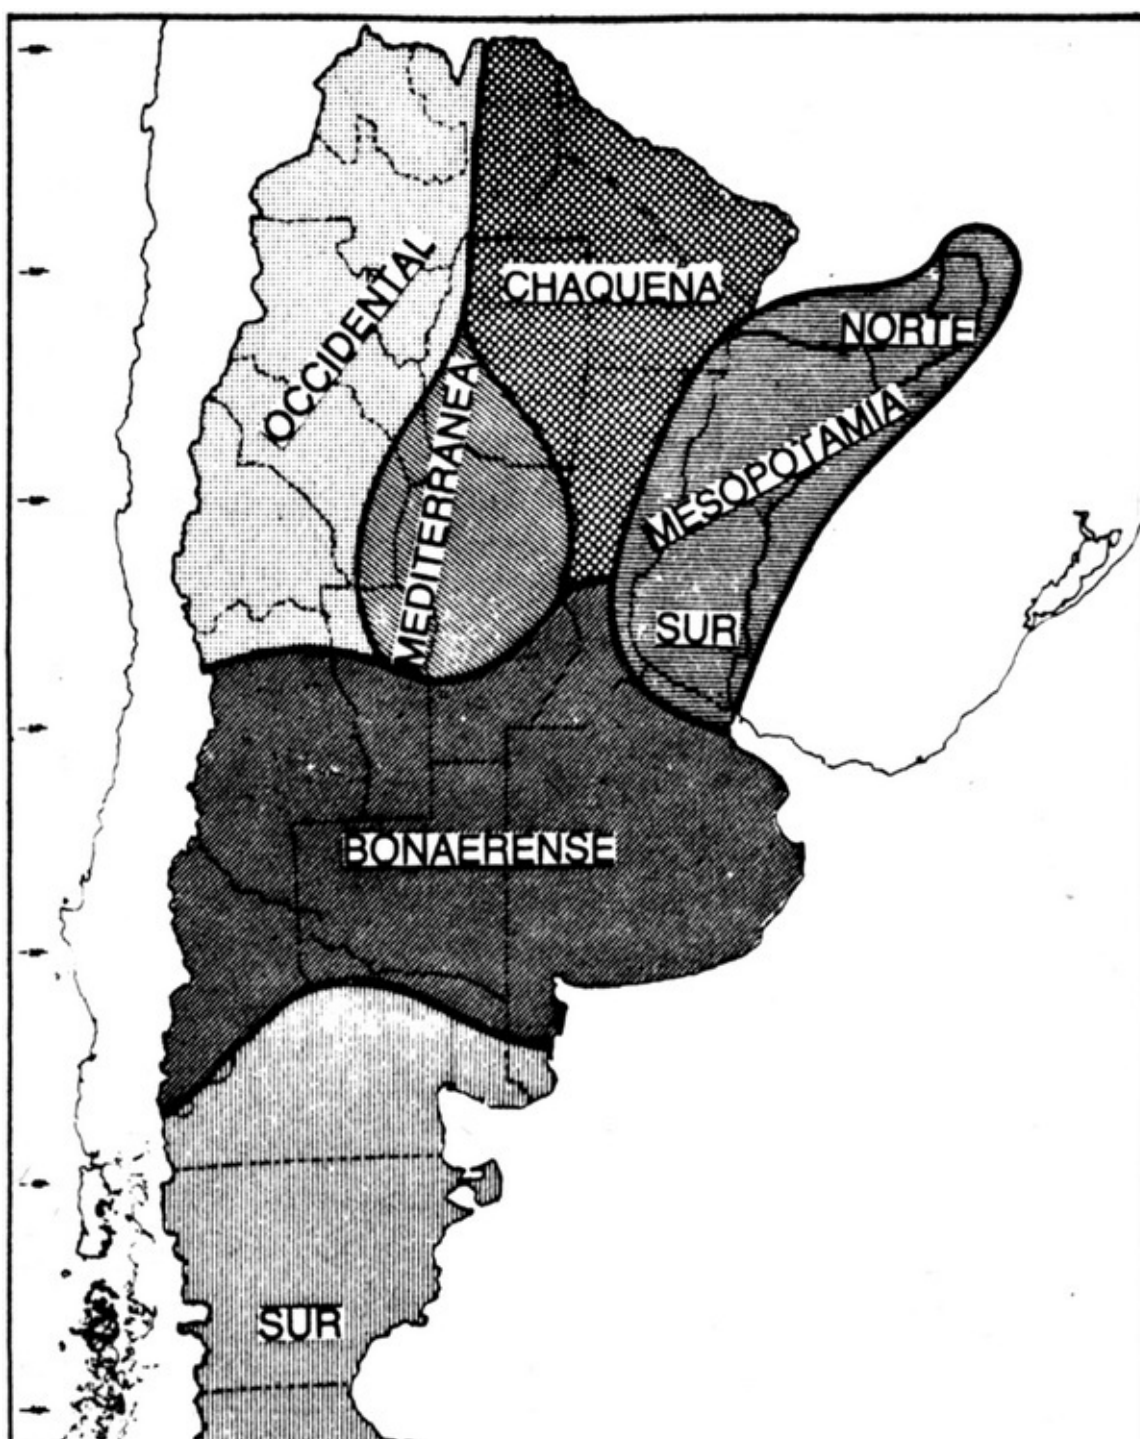 OCCIDENTAL
CHAQUENA
NORTE
MESOPOTAMIA
SUR
MEDITERRANEA
BONAERENSE
SUR